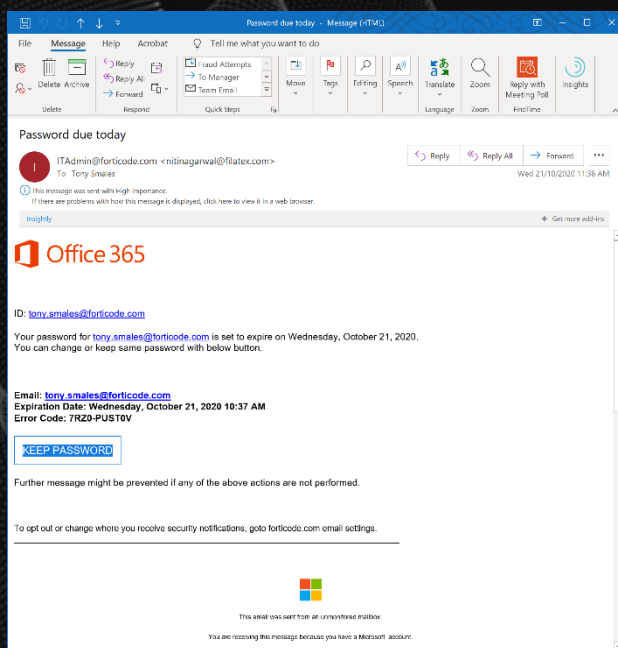 Password due today - Message (HTML)
File Message Help Acrobat Tell me what you want to do
Delete Archive
Reply
Reply All
Forward
Fraud Attempts
To Manager
Team Email
Move
Tags
Editing
Speech
Translate
Zoom
Reply with
Meeting Poll
Insights
Delete Respond Quick Steps Language Zoom FindTime
Password due today
I
ITAdmin@forticode.com <nitinagarwal@filatex.com>
To Tony Smales
Reply Reply All Forward
Wed 21/10/2020 11:38 AM
This message was sent with High importance.
If there are problems with how this message is displayed, click here to view it in a web browser.
Insightly Get more add-ins
Office 365
ID: tony.smales@forticode.com
Your password for tony.smales@forticode.com is set to expire on Wednesday, October 21, 2020.
You can change or keep same password with below button.
Email: tony.smales@forticode.com
Expiration Date: Wednesday, October 21, 2020 10:37 AM
Error Code: 7RZ0-PUST0V
KEEP PASSWORD
Further message might be prevented if any of the above actions are not performed.
To opt out or change where you receive security notifications, goto forticode.com email settings.
This email was sent from an unmonitored mailbox
You are receiving this message because you have a Microsoft account.